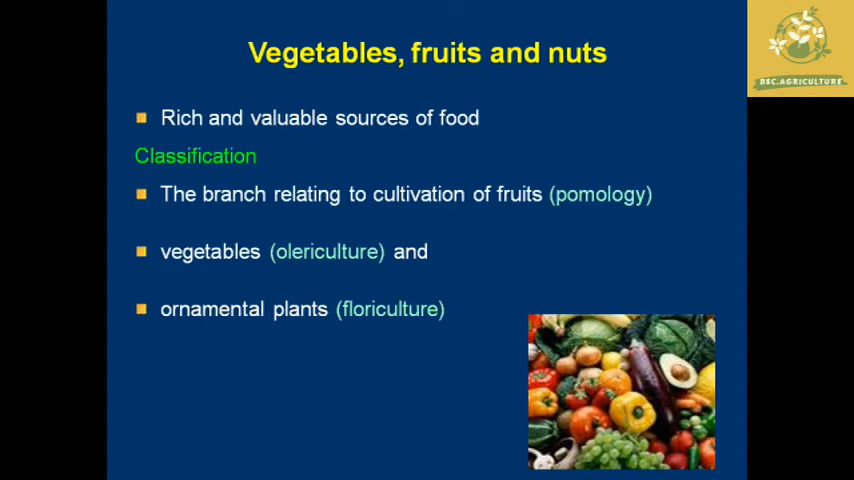 Vegetables, fruits and nuts
DSC.AGRICULTURE
Rich and valuable sources of food
Classification
The branch relating to cultivation of fruits (pomology)
vegetables (olericulture) and
ornamental plants (floriculture)